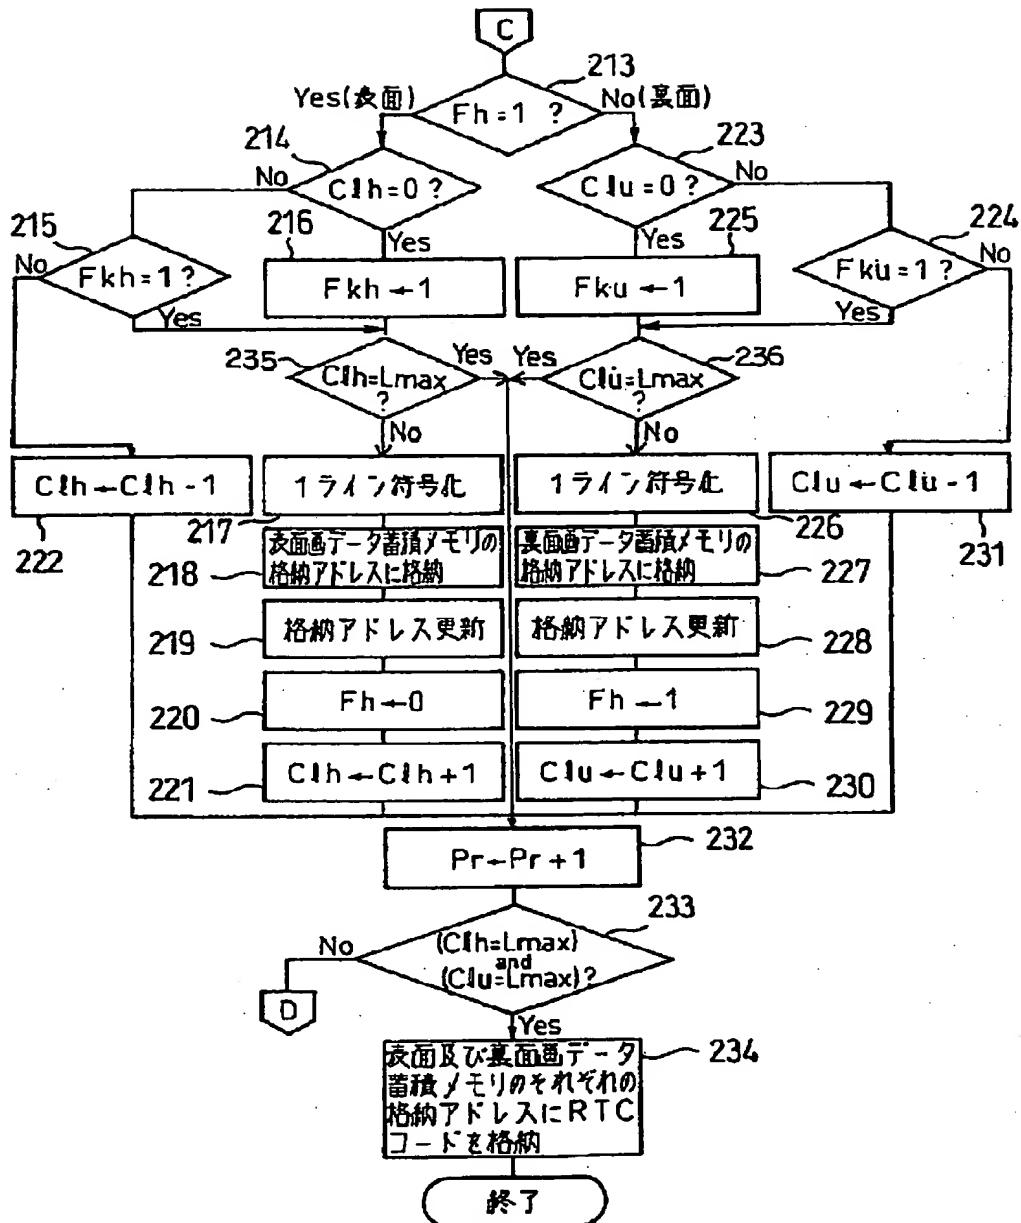 C
213
Yes(表面)
Fh=1 ?
No(裏面)
214
No
Clh=0?
Yes
223
Clu=0?
No
Yes
215
No
Fkh=1?
Yes
216
Fkh←1
225
Fku←1
224
Fku=1?
No
Yes
235
Clh=Lmax
?
Yes
No
236
Yes
Clu=Lmax
?
No
Clh←Clh-1
222
1ライン符号化
217
1ライン符号化
226
Clu←Clu-1
231
表面画データ蓄積メモリの
格納アドレスに格納
218
裏面画データ蓄積メモリの
格納アドレスに格納
227
格納アドレス更新
219
格納アドレス更新
228
Fh←0
220
Fh←1
229
Clh←Clh+1
221
Clu←Clu+1
230
Pr←Pr+1
232
233
No
(Clh=Lmax)
and
(Clu=Lmax)?
D
Yes
表面及び裏面画データ
蓄積メモリのそれぞれの
格納アドレスにRTC
コードを格納
234
終了